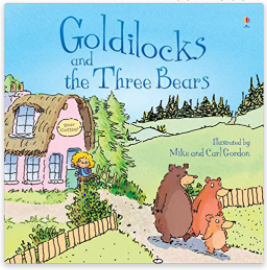 Goldilocks
and
the Three Bears
Illustrated by
Mike and Carl Gordon